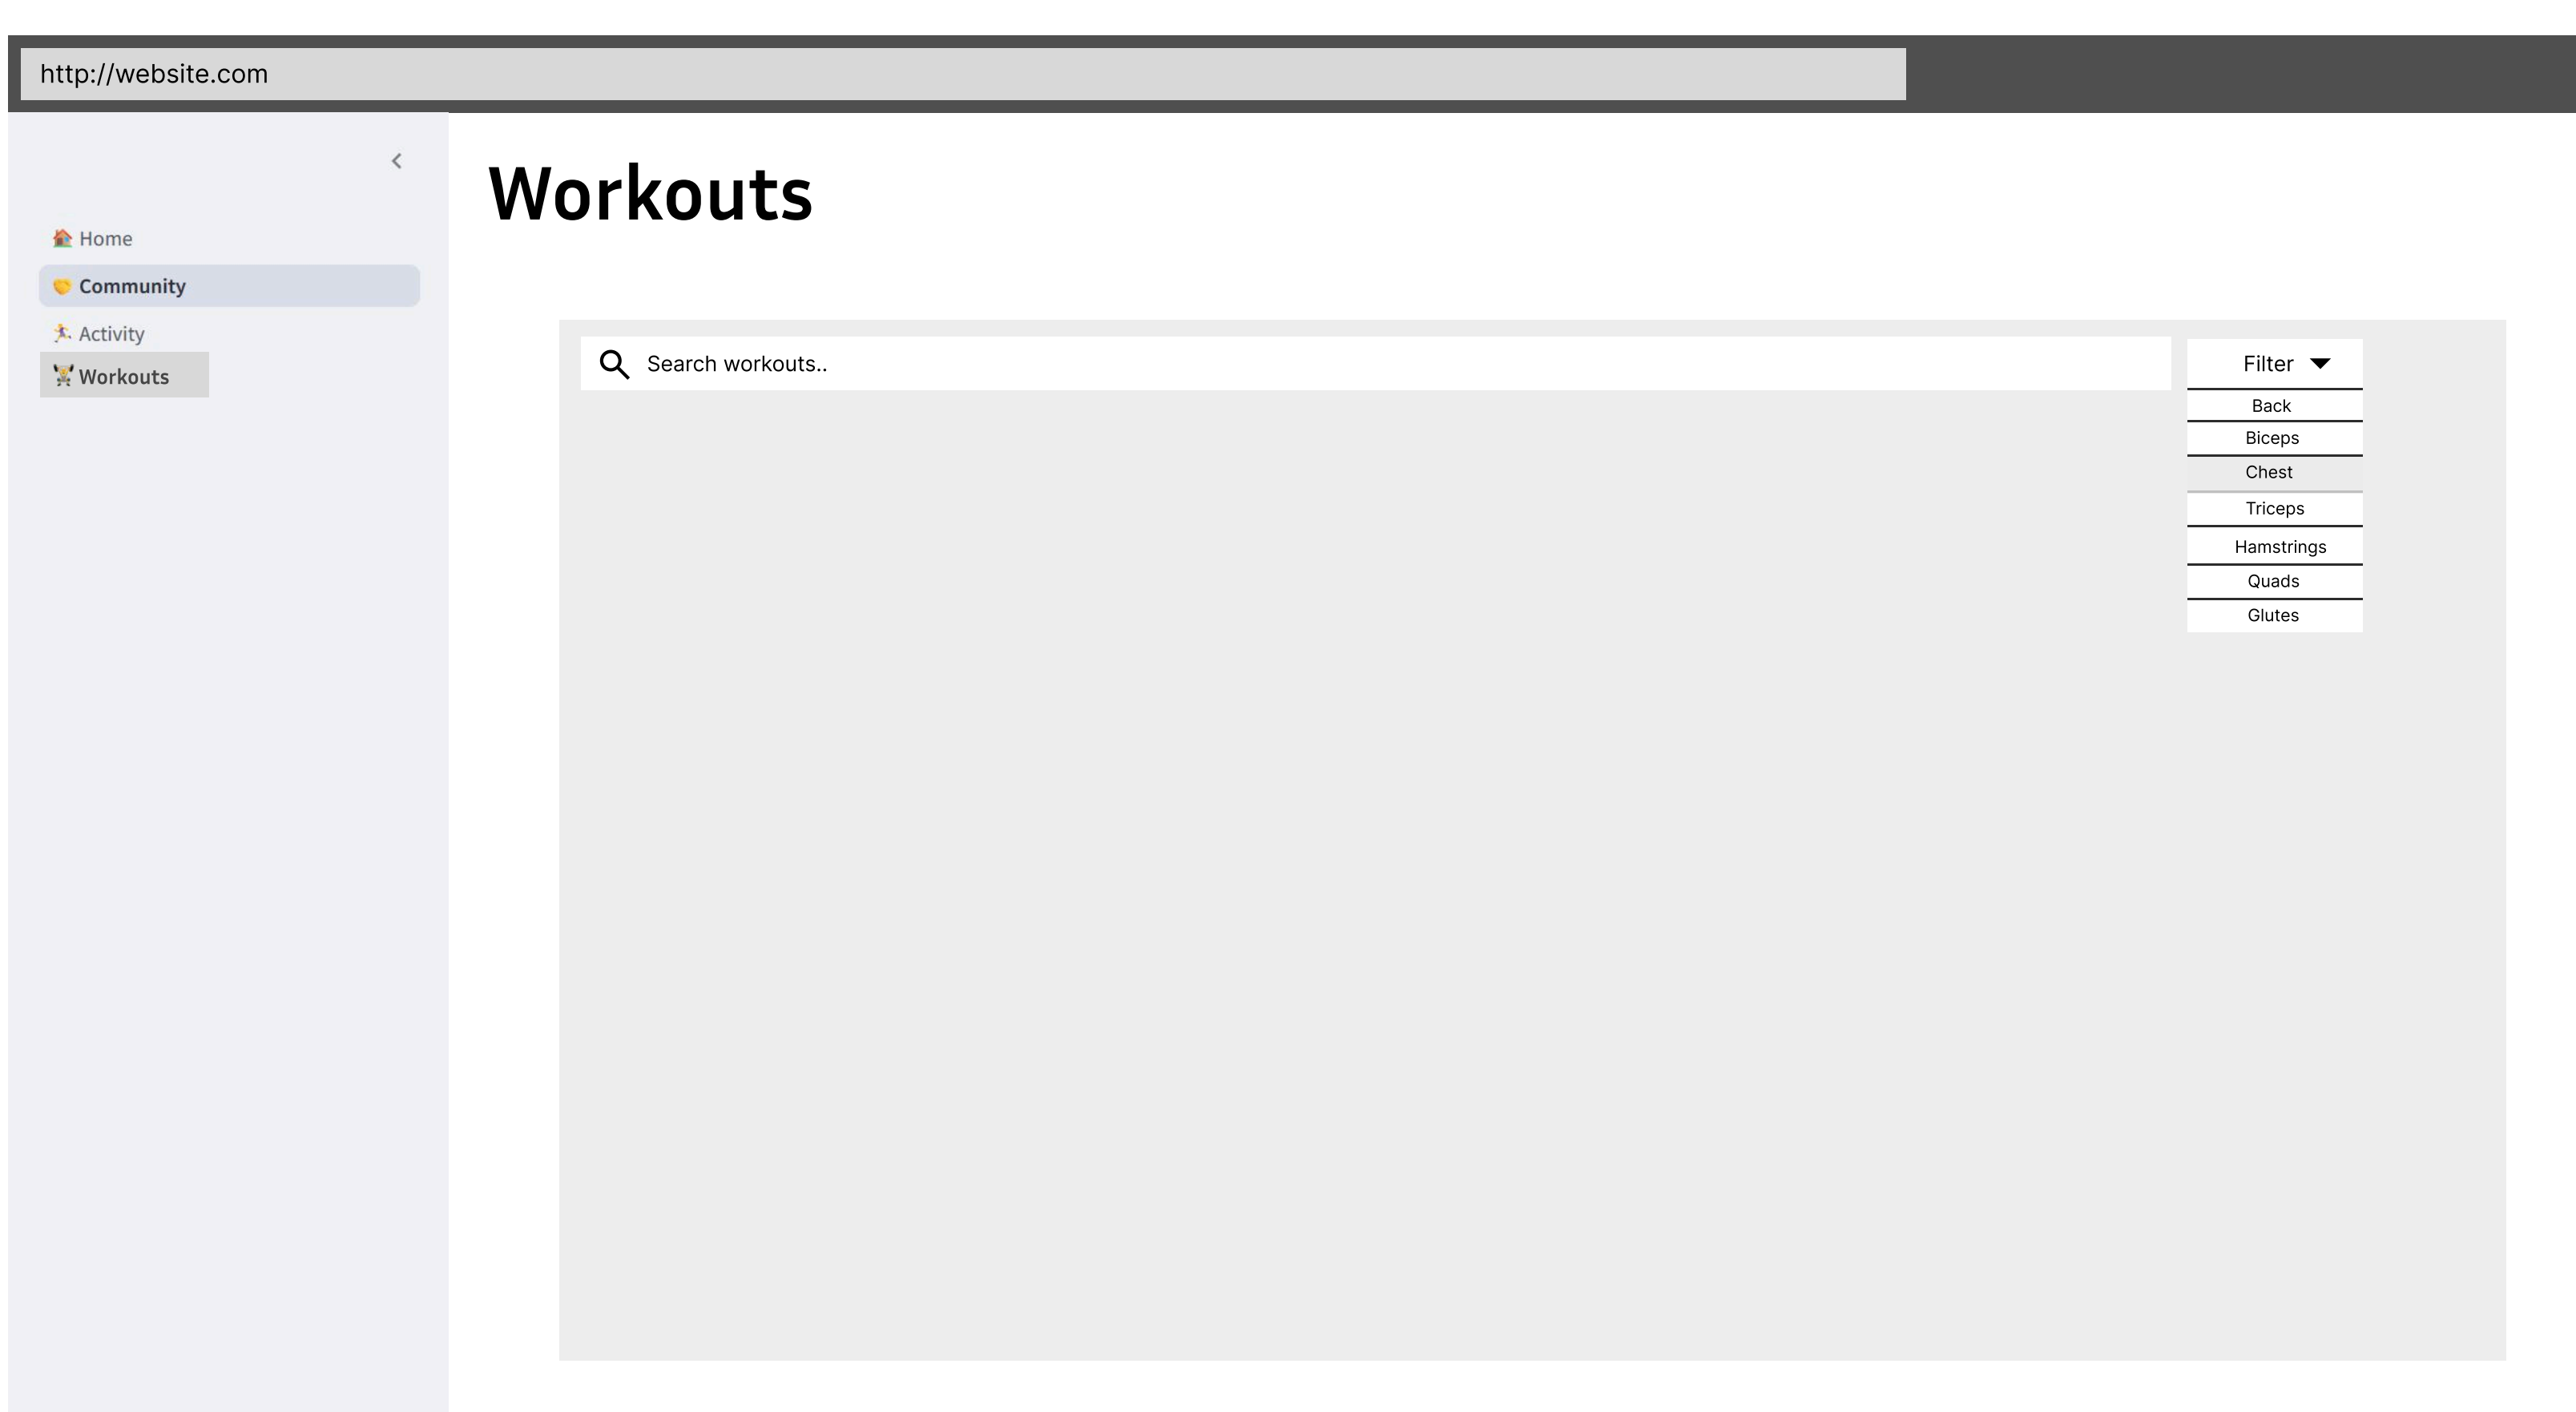 http://website.com
Workouts
Home
Community
Activity
Workouts
Search workouts..
Filter
Back
Biceps
Chest
Triceps
Hamstrings
Quads
Glutes